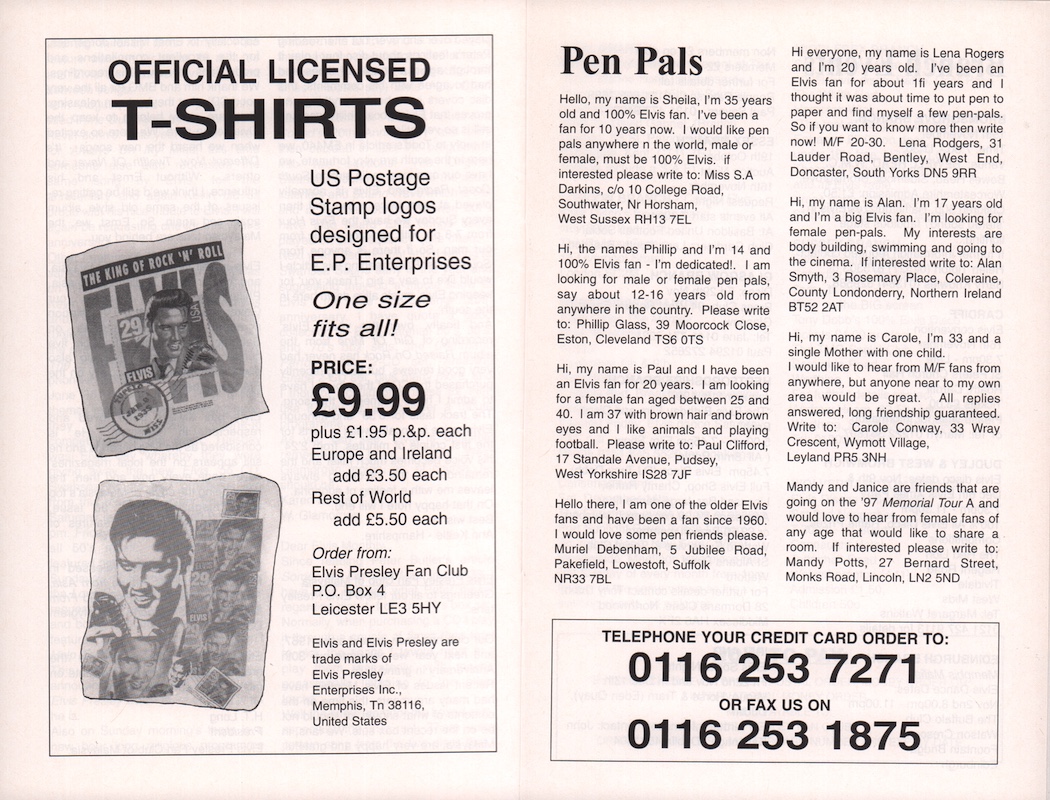 OFFICIAL LICENSED
T-SHIRTS
US Postage
Stamp logos
designed for
E.P. Enterprises
One size
fits all!
THE KING OF ROCK 'N' ROLL
ELVIS
29
USA
ELVIS
PRICE:
£9.99
plus £1.95 p.&p. each
Europe and Ireland
add £3.50 each
Rest of World
add £5.50 each
29
ELVIS
ELVIS
Order from:
Elvis Presley Fan Club
P.O. Box 4
Leicester LE3 5HY
Elvis and Elvis Presley are
trade marks of
Elvis Presley
Enterprises Inc.,
Memphis, Tn 38116,
United States
Pen Pals
Hello, my name is Sheila, I'm 35 years
old and 100% Elvis fan. I've been a
fan for 10 years now. I would like pen
pals anywhere n the world, male or
female, must be 100% Elvis. if
interested please write to: Miss S.A
Darkins, c/o 10 College Road,
Southwater, Nr Horsham,
West Sussex RH13 7EL
Hi, the names Phillip and I'm 14 and
100% Elvis fan - I'm dedicated!. I am
looking for male or female pen pals,
say about 12-16 years old from
anywhere in the country. Please write
to: Phillip Glass, 39 Moorcock Close,
Eston, Cleveland TS6 0TS
Hi, my name is Paul and I have been
an Elvis fan for 20 years. I am looking
for a female fan aged between 25 and
40. I am 37 with brown hair and brown
eyes and I like animals and playing
football. Please write to: Paul Clifford,
17 Standale Avenue, Pudsey,
West Yorkshire IS28 7JF
Hello there, I am one of the older Elvis
fans and have been a fan since 1960.
I would love some pen friends please.
Muriel Debenham, 5 Jubilee Road,
Pakefield, Lowestoft, Suffolk
NR33 7BL
Hi everyone, my name is Lena Rogers
and I'm 20 years old. I've been an
Elvis fan for about 1fi years and I
thought it was about time to put pen to
paper and find myself a few pen-pals.
So if you want to know more then write
now! M/F 20-30. Lena Rodgers, 31
Lauder Road, Bentley, West End,
Doncaster, South Yorks DN5 9RR
Hi, my name is Alan. I'm 17 years old
and I'm a big Elvis fan. I'm looking for
female pen-pals. My interests are
body building, swimming and going to
the cinema. If interested write to: Alan
Smyth, 3 Rosemary Place, Coleraine,
County Londonderry, Northern Ireland
BT52 2AT
Hi, my name is Carole, I'm 33 and a
single Mother with one child.
I would like to hear from M/F fans from
anywhere, but anyone near to my own
area would be great. All replies
answered, long friendship guaranteed.
Write to: Carole Conway, 33 Wray
Crescent, Wymott Village,
Leyland PR5 3NH
Mandy and Janice are friends that are
going on the '97 Memorial Tour A and
would love to hear from female fans of
any age that would like to share a
room. If interested please write to:
Mandy Potts, 27 Bernard Street,
Monks Road, Lincoln, LN2 5ND
TELEPHONE YOUR CREDIT CARD ORDER TO:
0116 253 7271
OR FAX US ON
0116 253 1875